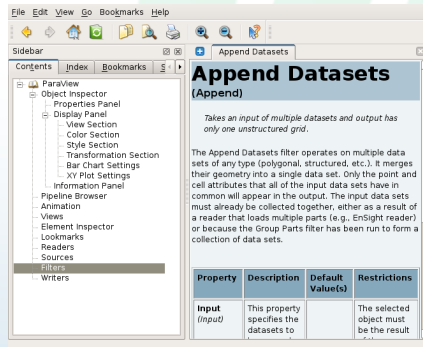 File Edit View Go Bookmarks Help
Sidebar
Contents Index Bookmarks
ParaView
Object Inspector
Properties Panel
Display Panel
View Section
Color Section
Style Section
Transformation Section
Bar Chart Settings
XY Plot Settings
Information Panel
Pipeline Browser
Animation
Views
Element Inspector
Lookmarks
Readers
Sources
Filters
Writers
Append Datasets
Append Datasets
(Append)
Takes an input of multiple datasets and output has
only one unstructured grid.
The Append Datasets filter operates on multiple data
sets of any type (polygonal, structured, etc.). It merges
their geometry into a single data set. Only the point and
cell attributes that all of the input data sets have in
common will appear in the output. The input data sets
must already be collected together, either as a result of
a reader that loads multiple parts (e.g., EnSight reader)
or because the Group Parts filter has been run to form a
collection of data sets.
Property Description Default Restrictions
Value(s)
Input This property The selected
(Input) specifies the object must
datasets to be the result